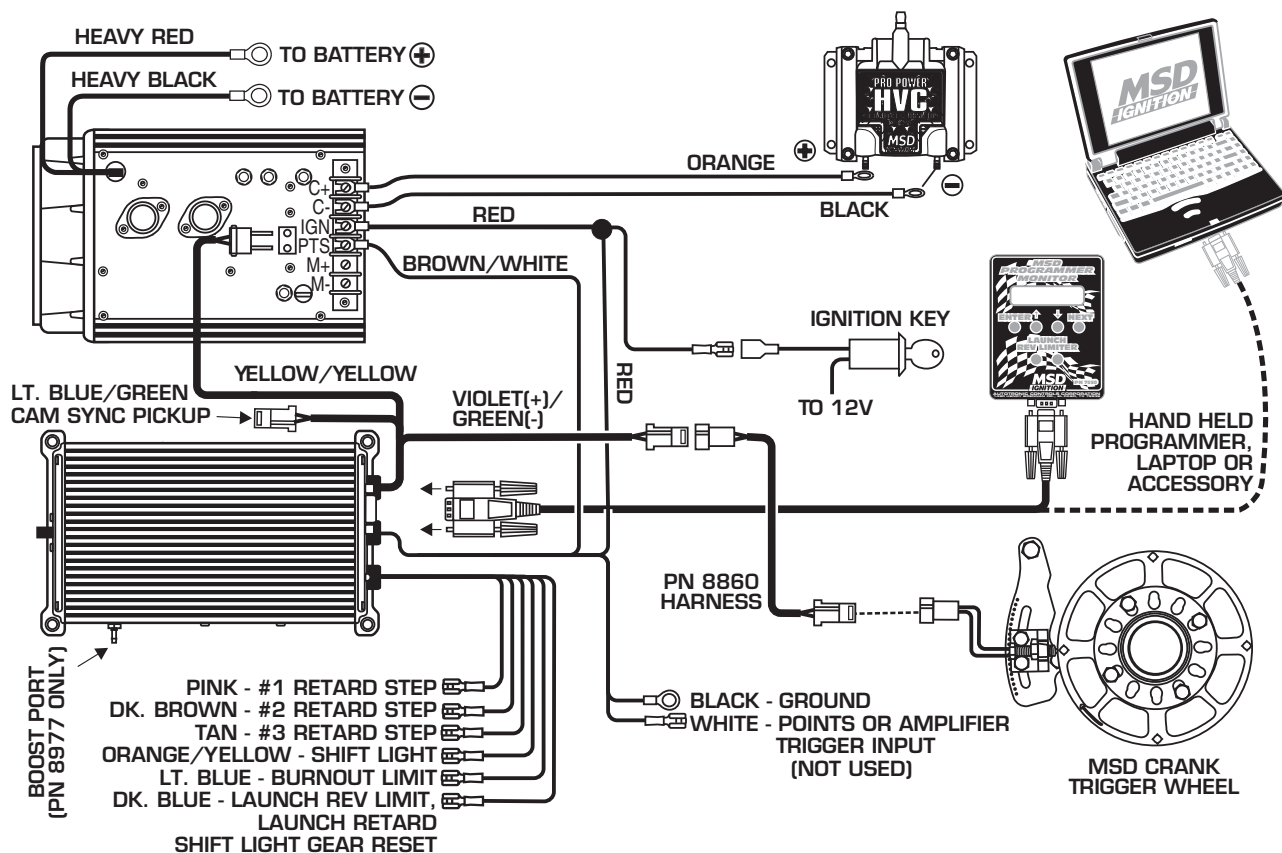 HEAVY RED
TO BATTERY +
HEAVY BLACK
TO BATTERY -
PRO POWER
HVC
MSD
MSD
IGNITION
ORANGE
+
BLACK
-
C+
C-
IGN
PTS
M+
M-
RED
BROWN/WHITE
MSD
PROGRAMMER
MONITOR
ENTER
NEXT
LAUNCH
REV LIMITER
MSD
IGNITION
AUTOTRONIC CONTROLS CORPORATION
IGNITION KEY
TO 12V
RED
YELLOW/YELLOW
LT. BLUE/GREEN
CAM SYNC PICKUP
VIOLET(+)/
GREEN(-)
HAND HELD
PROGRAMMER,
LAPTOP OR
ACCESSORY
PN 8860
HARNESS
BOOST PORT
(PN 8977 ONLY)
PINK - #1 RETARD STEP
DK. BROWN - #2 RETARD STEP
TAN - #3 RETARD STEP
ORANGE/YELLOW - SHIFT LIGHT
LT. BLUE - BURNOUT LIMIT
DK. BLUE - LAUNCH REV LIMIT,
LAUNCH RETARD
SHIFT LIGHT GEAR RESET
BLACK - GROUND
WHITE - POINTS OR AMPLIFIER
TRIGGER INPUT
(NOT USED)
MSD CRANK
TRIGGER WHEEL